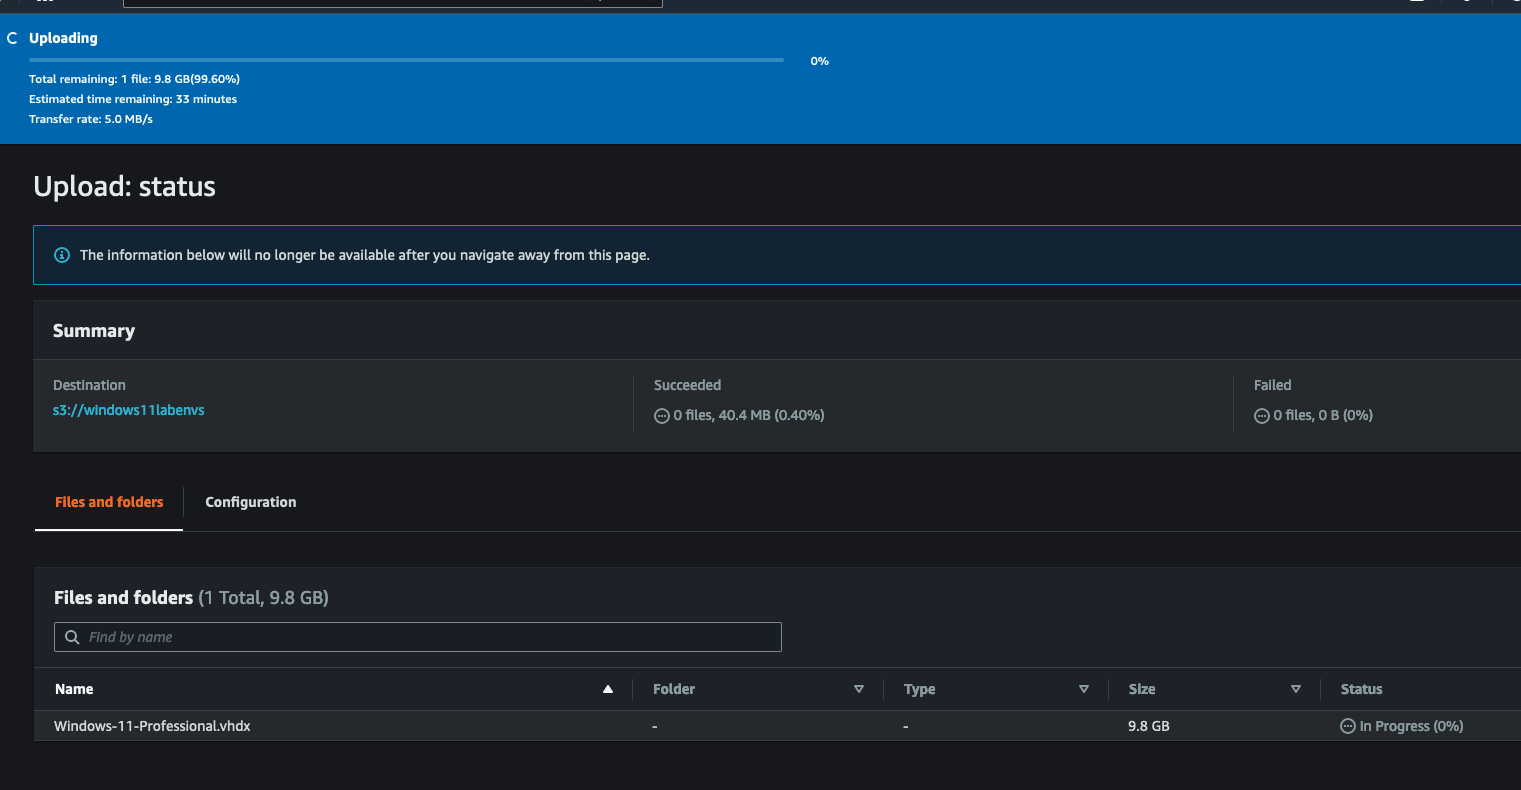 Uploading
0%
Total remaining: 1 file: 9.8 GB(99.60%)
Estimated time remaining: 33 minutes
Transfer rate: 5.0 MB/s
Upload: status
The information below will no longer be available after you navigate away from this page.
Summary
Destination
s3://windows11labenvs
Succeeded
0 files, 40.4 MB (0.40%)
Failed
0 files, 0 B (0%)
Files and folders
Configuration
Files and folders (1 Total, 9.8 GB)
Find by name
Name Folder Type Size Status
Windows-11-Professional.vhdx - - 9.8 GB In Progress (0%)